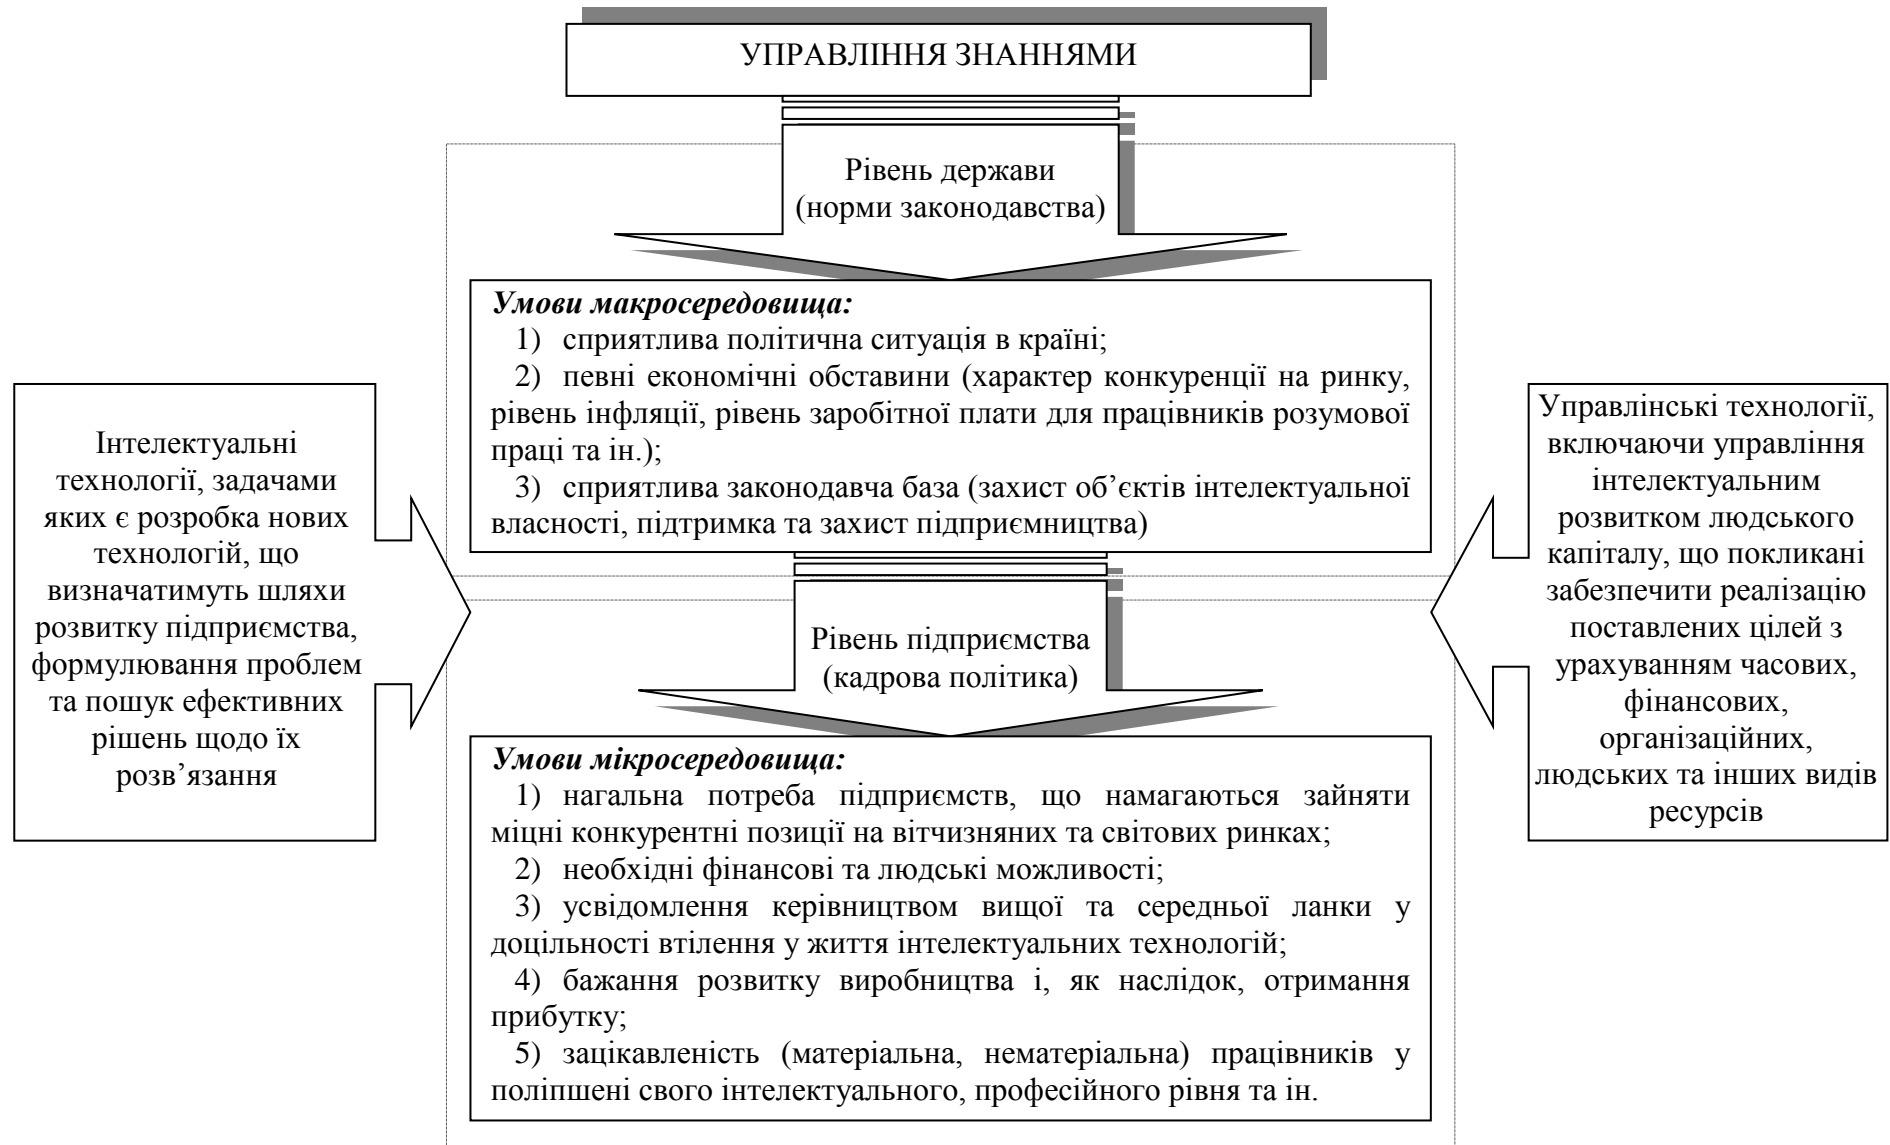 УПРАВЛІННЯ ЗНАННЯМИ
Рівень держави
(норми законодавства)
Умови макросередовища:
1) сприятлива політична ситуація в країні;
2) певні економічні обставини (характер конкуренції на ринку,
рівень інфляції, рівень заробітної плати для працівників розумової
праці та ін.);
3) сприятлива законодавча база (захист об’єктів інтелектуальної
власності, підтримка та захист підприємництва)
Інтелектуальні
технології, задачами
яких є розробка нових
технологій, що
визначатимуть шляхи
розвитку підприємства,
формулювання проблем
та пошук ефективних
рішень щодо їх
розв’язання
Управлінські технології,
включаючи управління
інтелектуальним
розвитком людського
капіталу, що покликані
забезпечити реалізацію
поставлених цілей з
урахуванням часових,
фінансових,
організаційних,
людських та інших видів
ресурсів
Рівень підприємства
(кадрова політика)
Умови мікросередовища:
1) нагальна потреба підприємств, що намагаються зайняти
міцні конкурентні позиції на вітчизняних та світових ринках;
2) необхідні фінансові та людські можливості;
3) усвідомлення керівництвом вищої та середньої ланки у
доцільності втілення у життя інтелектуальних технологій;
4) бажання розвитку виробництва і, як наслідок, отримання
прибутку;
5) зацікавленість (матеріальна, нематеріальна) працівників у
поліпшені свого інтелектуального, професійного рівня та ін.